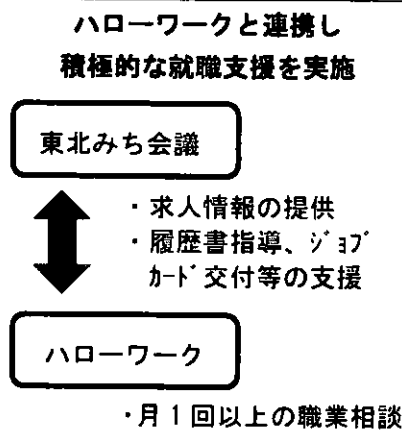 ハローワークと連携し
積極的な就職支援を実施
東北みち会議
・求人情報の提供
・履歴書指導、ｼﾞｮﾌﾞ
ｶｰﾄﾞ交付等の支援
ハローワーク
・月１回以上の職業相談